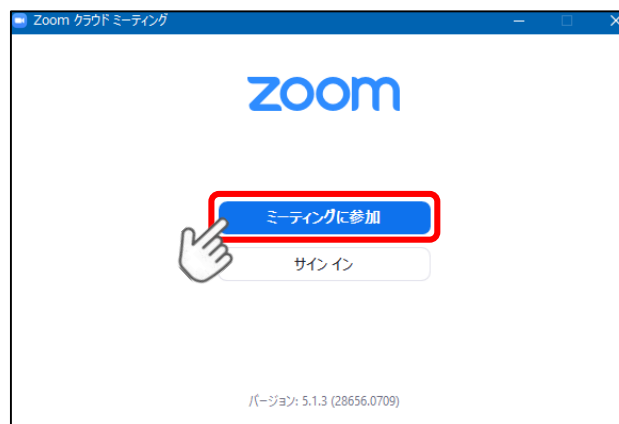 Zoom クラウド ミーティング
zoom
ミーティングに参加
サイン イン
バージョン: 5.1.3 (28656.0709)